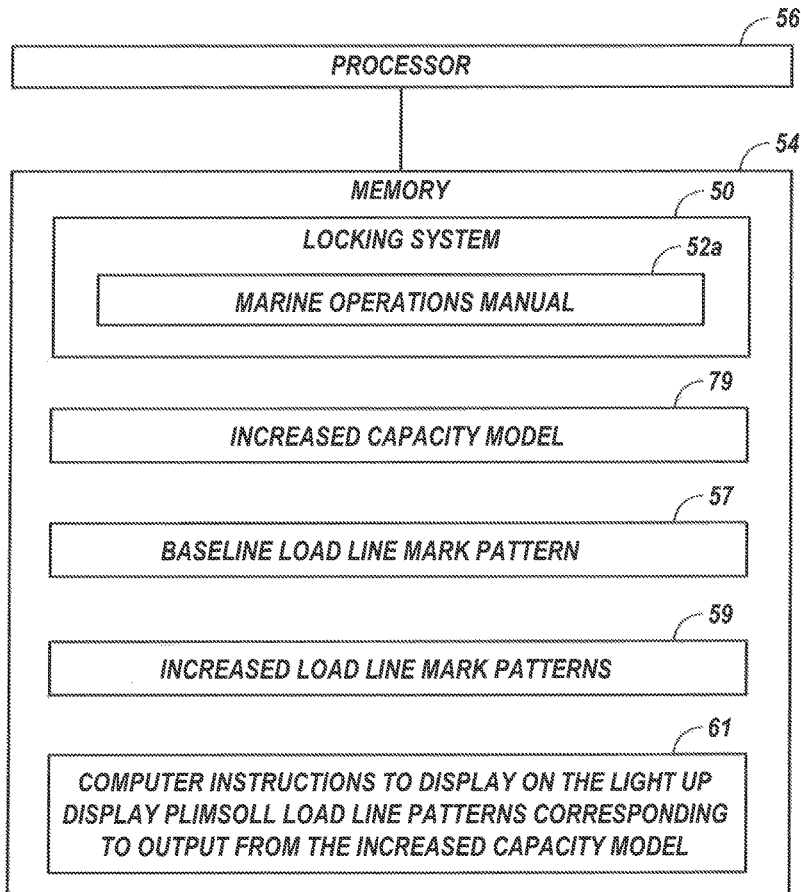 56
PROCESSOR
54
MEMORY
50
LOCKING SYSTEM
52a
MARINE OPERATIONS MANUAL
79
INCREASED CAPACITY MODEL
57
BASELINE LOAD LINE MARK PATTERN
59
INCREASED LOAD LINE MARK PATTERNS
61
COMPUTER INSTRUCTIONS TO DISPLAY ON THE LIGHT UP
DISPLAY PLIMSOLL LOAD LINE PATTERNS CORRESPONDING
TO OUTPUT FROM THE INCREASED CAPACITY MODEL